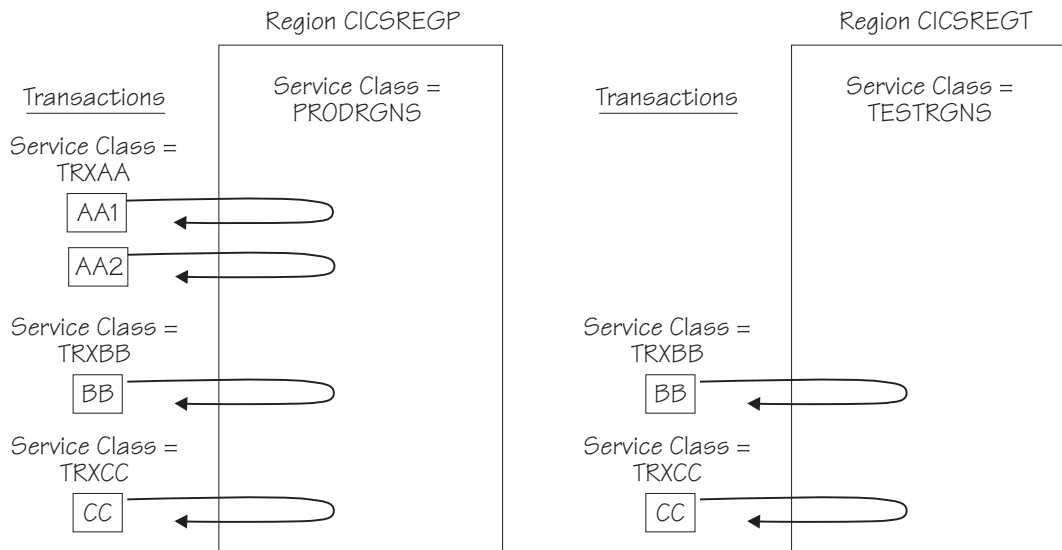 Region CICSREGP
Service Class =
PRODRGNS
Transactions
Service Class =
TRXAA
AA1
AA2
Service Class =
TRXBB
BB
Service Class =
TRXCC
CC
Region CICSREGT
Service Class =
TESTRGNS
Transactions
Service Class =
TRXBB
BB
Service Class =
TRXCC
CC